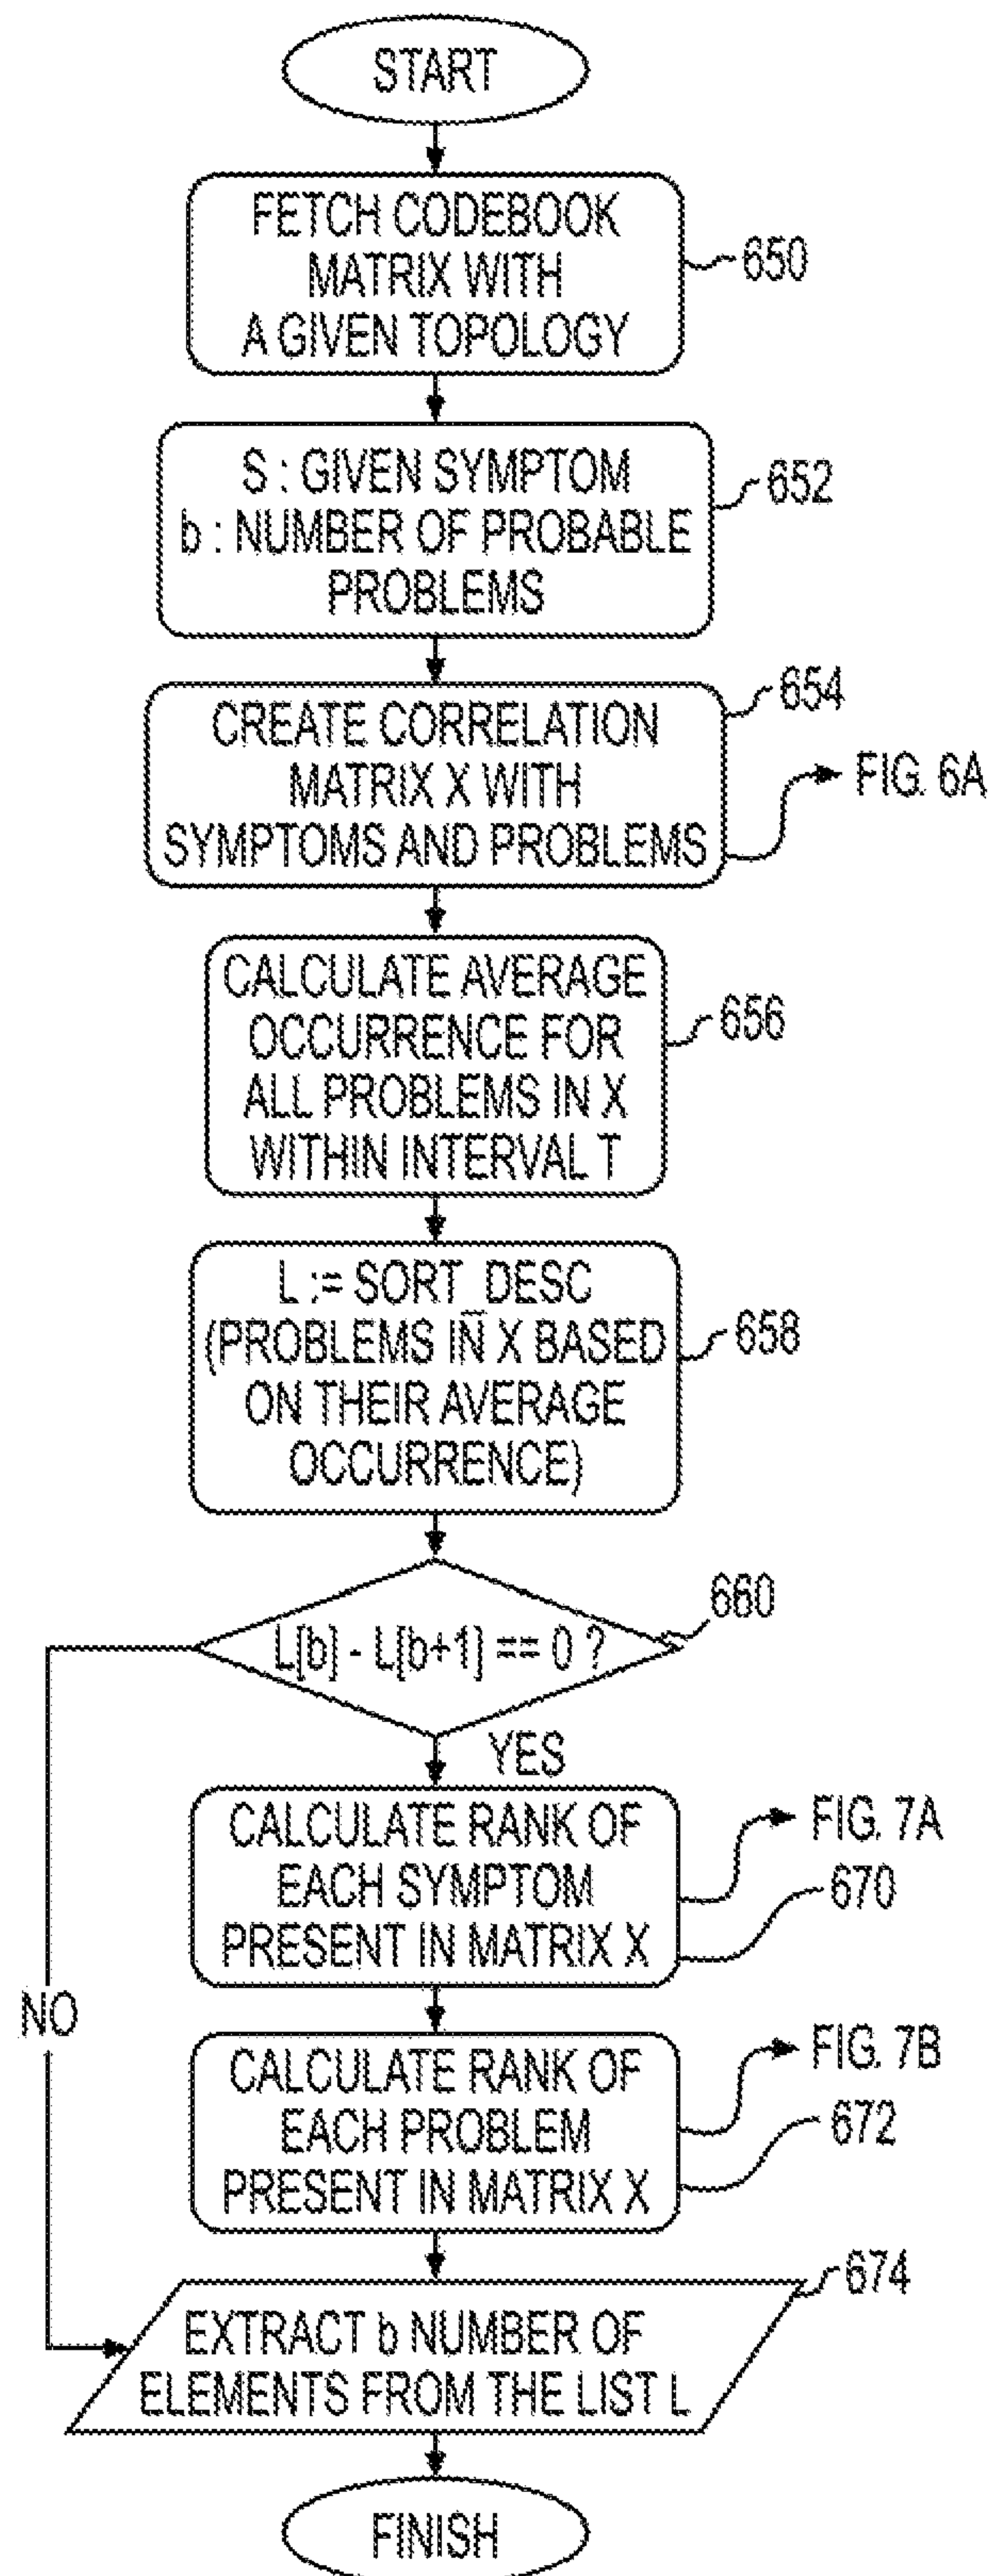 START
FETCH CODEBOOK
MATRIX WITH
A GIVEN TOPOLOGY
650
S : GIVEN SYMPTOM
b : NUMBER OF PROBABLE
PROBLEMS
652
CREATE CORRELATION
MATRIX X WITH
SYMPTOMS AND PROBLEMS
654
FIG. 6A
CALCULATE AVERAGE
OCCURRENCE FOR
ALL PROBLEMS IN X
WITHIN INTERVAL T
656
L := SORT_DESC
(PROBLEMS IN X BASED
ON THEIR AVERAGE
OCCURRENCE)
658
L[b] - L[b+1] == 0 ?
660
YES
CALCULATE RANK OF
EACH SYMPTOM
PRESENT IN MATRIX X
FIG. 7A
670
NO
CALCULATE RANK OF
EACH PROBLEM
PRESENT IN MATRIX X
FIG. 7B
672
EXTRACT b NUMBER OF
ELEMENTS FROM THE LIST L
674
FINISH